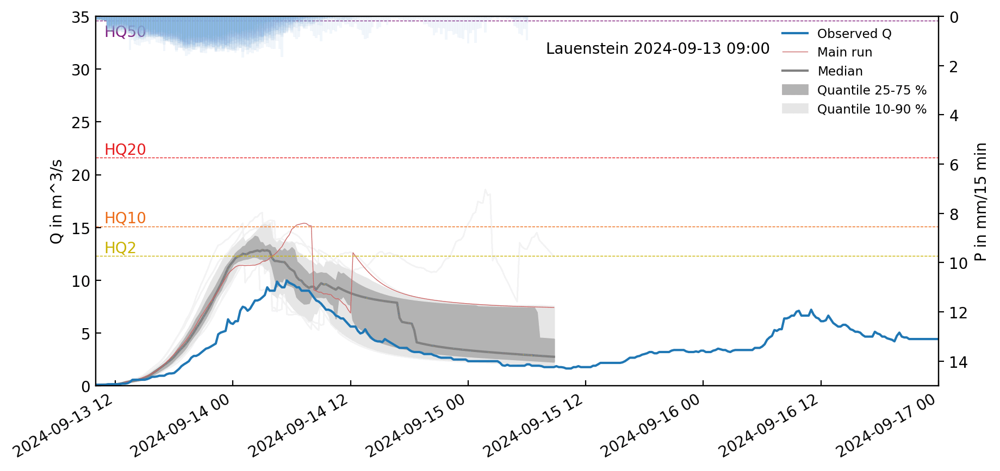 35
30
25
20
15
10
5
0
Q in m^3/s
HQ50
HQ20
HQ10
HQ2
Lauenstein 2024-09-13 09:00
Observed Q
Main run
Median
Quantile 25-75 %
Quantile 10-90 %
0
2
4
6
8
10
12
14
P in mm/15 min
2024-09-13 12
2024-09-14 00
2024-09-14 12
2024-09-15 00
2024-09-15 12
2024-09-16 00
2024-09-16 12
2024-09-17 00